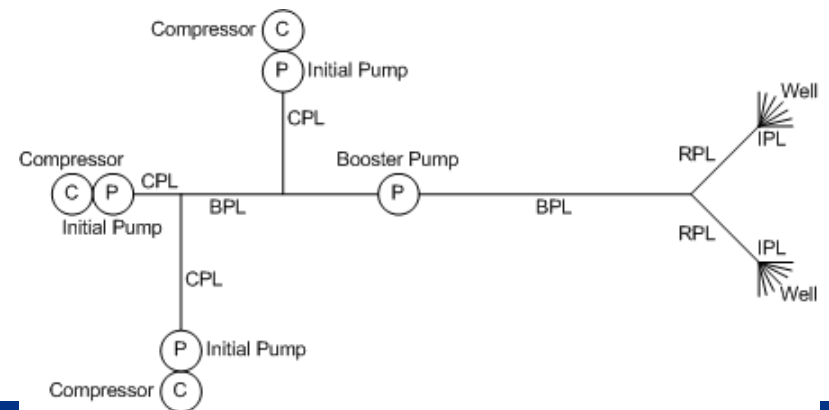 Compressor C
P Initial Pump
CPL
Well
IPL
RPL
Compressor
Booster Pump
C P CPL
P
BPL
BPL
Initial Pump
RPL
IPL
CPL
Well
P Initial Pump
Compressor C